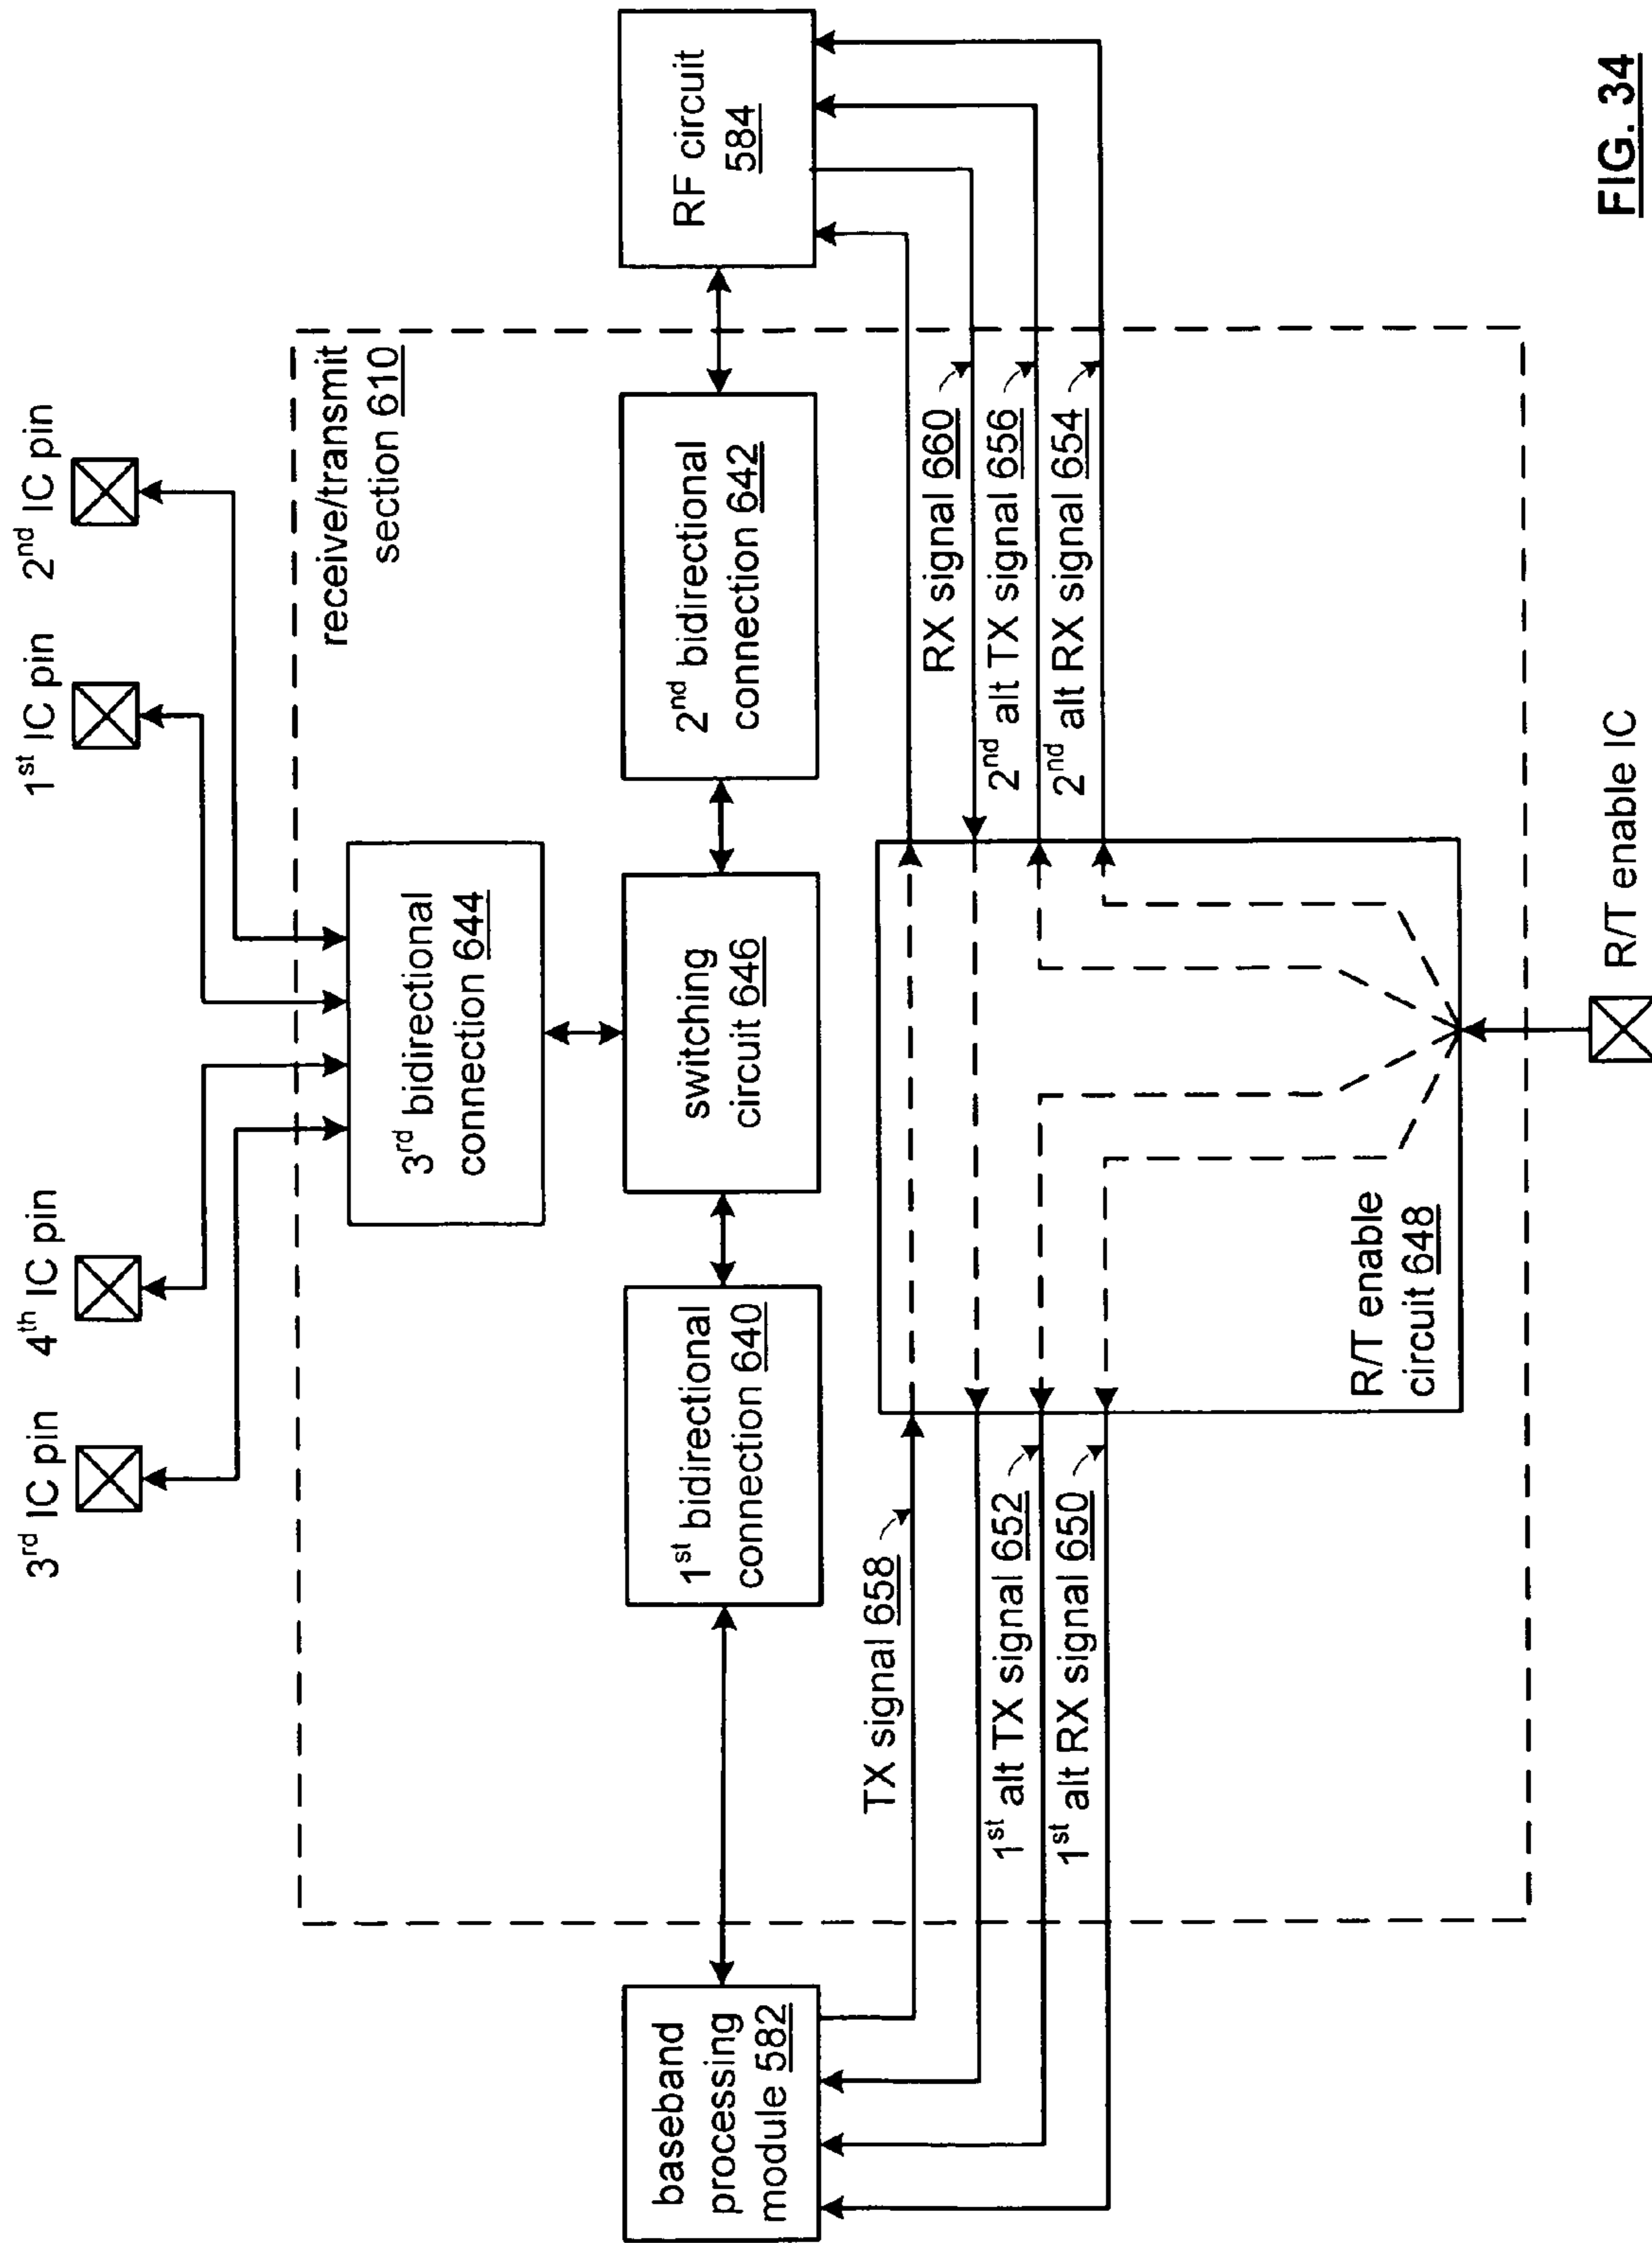 3rd IC pin
4th IC pin
1st IC pin
2nd IC pin
receive/transmit
section 610
3rd bidirectional
connection 644
baseband
processing
module 582
1st bidirectional
connection 640
switching
circuit 646
2nd bidirectional
connection 642
RF circuit
584
TX signal 658
1st alt TX signal 652
1st alt RX signal 650
RX signal 660
2nd alt TX signal 656
2nd alt RX signal 654
R/T enable
circuit 648
R/T enable IC
FIG. 34